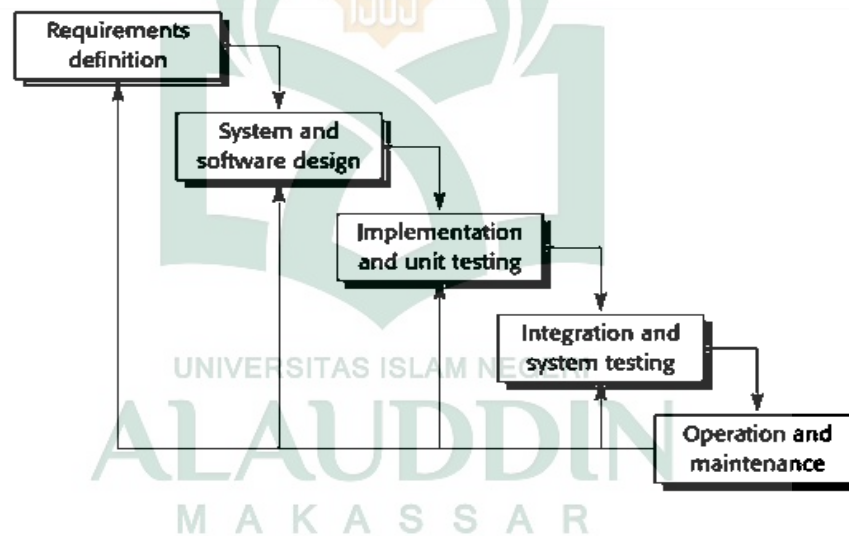 Requirements
definition
System and
software design
Implementation
and unit testing
Integration and
system testing
Operation and
maintenance
UNIVERSITAS ISLAM NEGERI
ALAUDDIN
MAKASSAR